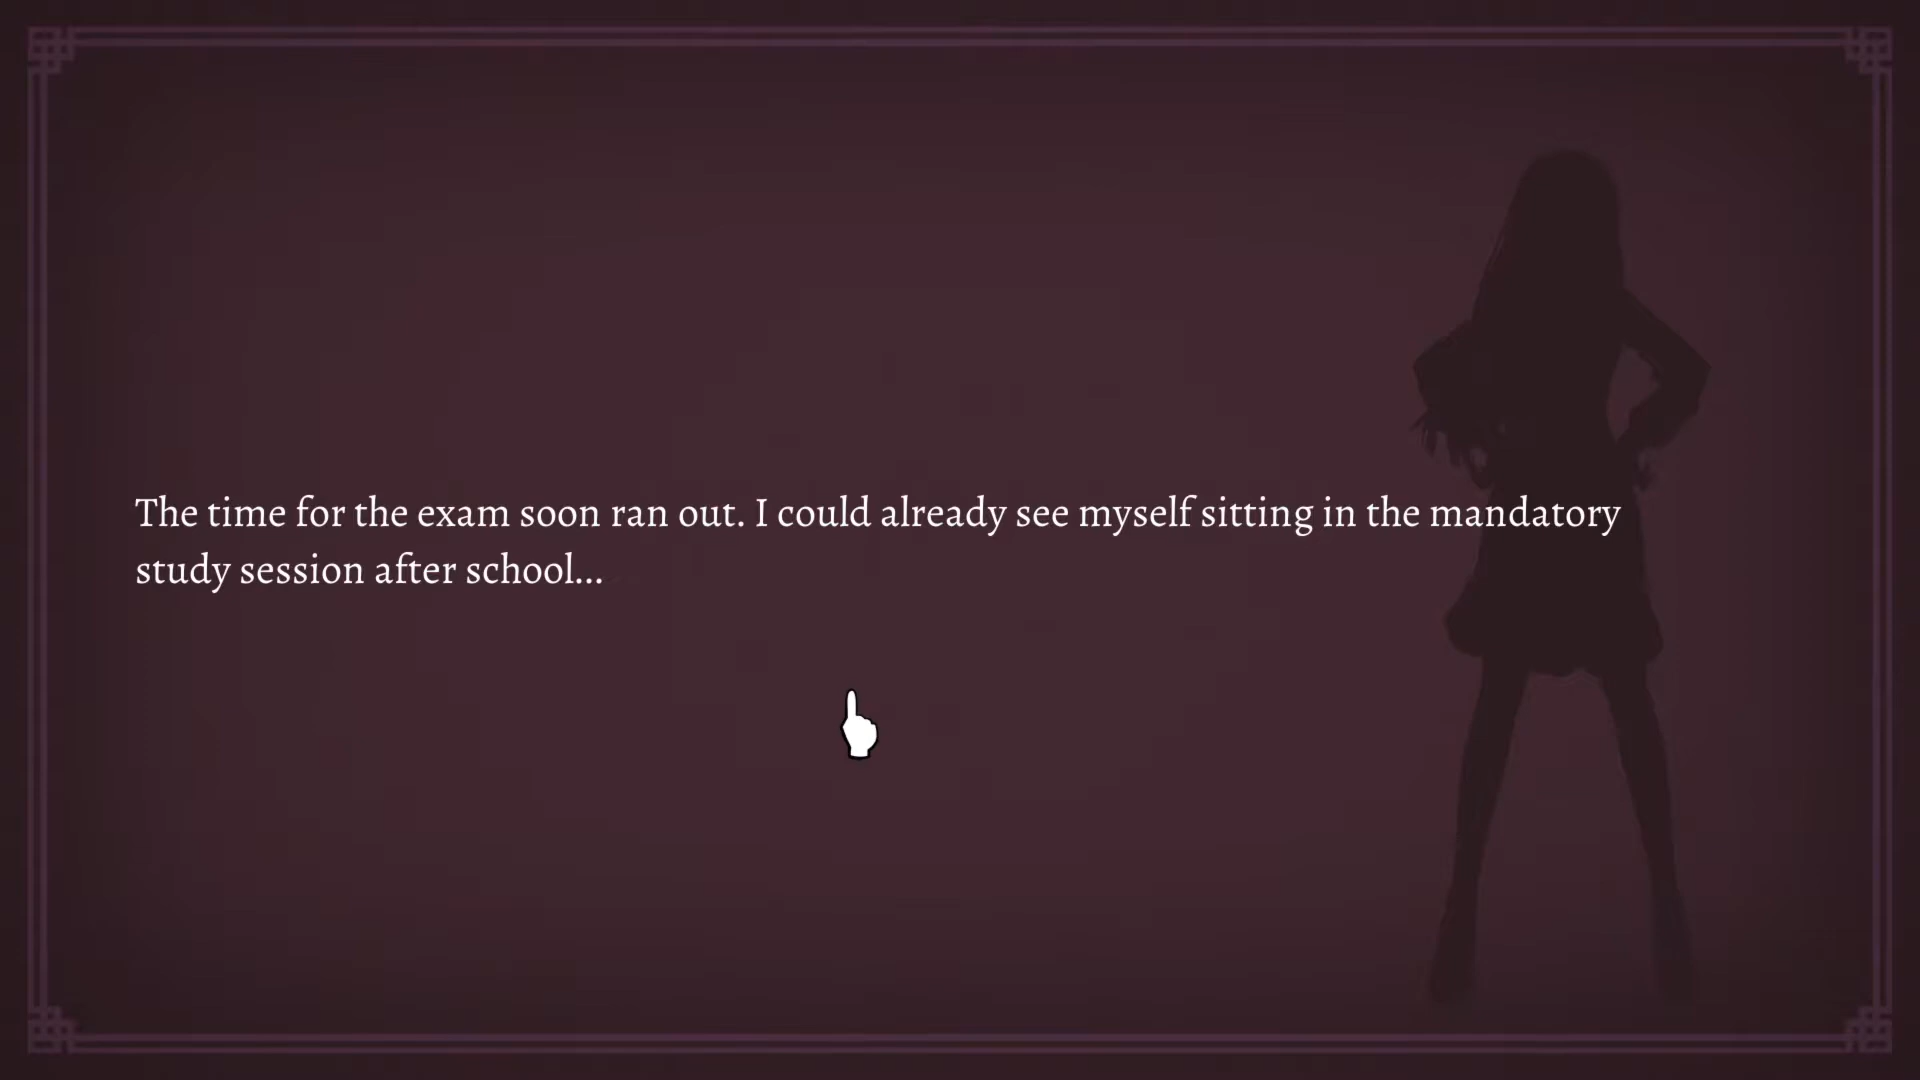 The time for the exam soon ran out. I could already see myself sitting in the mandatory
study session after school...